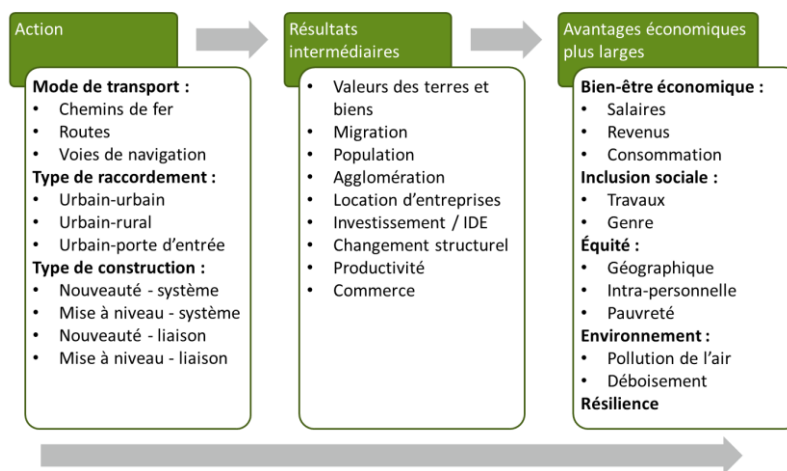 Action
Mode de transport :
• Chemins de fer
• Routes
• Voies de navigation
Type de raccordement :
• Urbain-urbain
• Urbain-rural
• Urbain-porte d'entrée
Type de construction :
• Nouveauté - système
• Mise à niveau - système
• Nouveauté - liaison
• Mise à niveau - liaison
Résultats
intermédiaires
• Valeurs des terres et
biens
• Migration
• Population
• Agglomération
• Location d'entreprises
• Investissement / IDE
• Changement structurel
• Productivité
• Commerce
Avantages économiques
plus larges
Bien-être économique :
• Salaires
• Revenus
• Consommation
Inclusion sociale :
• Travaux
• Genre
Équité :
• Géographique
• Intra-personnelle
• Pauvreté
Environnement :
• Pollution de l'air
• Déboisement
Résilience